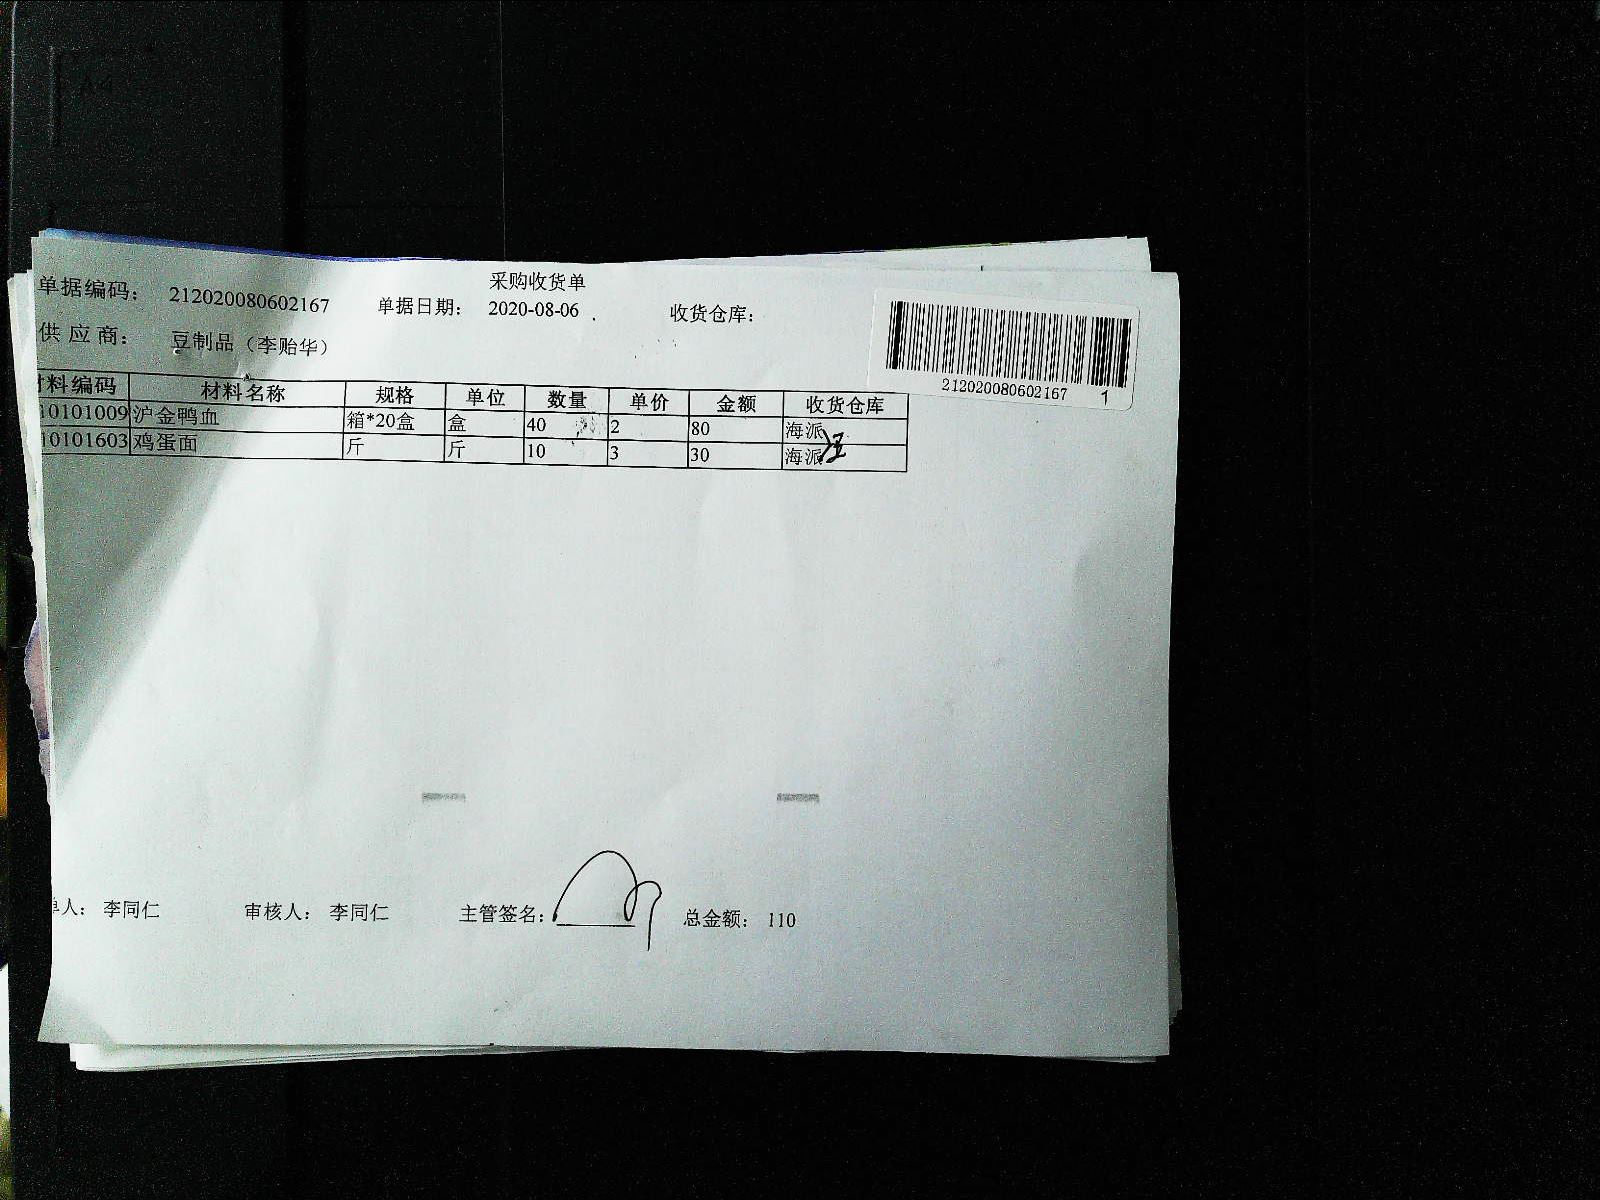 采购收货单
单据编码： 212020080602167 单据日期： 2020-08-06 收货仓库：
供应商： 豆制品（李贻华）
212020080602167 1
材料编码 材料名称 规格 单位 数量 单价 金额 收货仓库
10101009 沪金鸭血 箱*20盒 盒 40 2 80 海派
10101603 鸡蛋面 斤 斤 10 3 30 海派
单人： 李同仁 审核人： 李同仁 主管签名： 总金额： 110